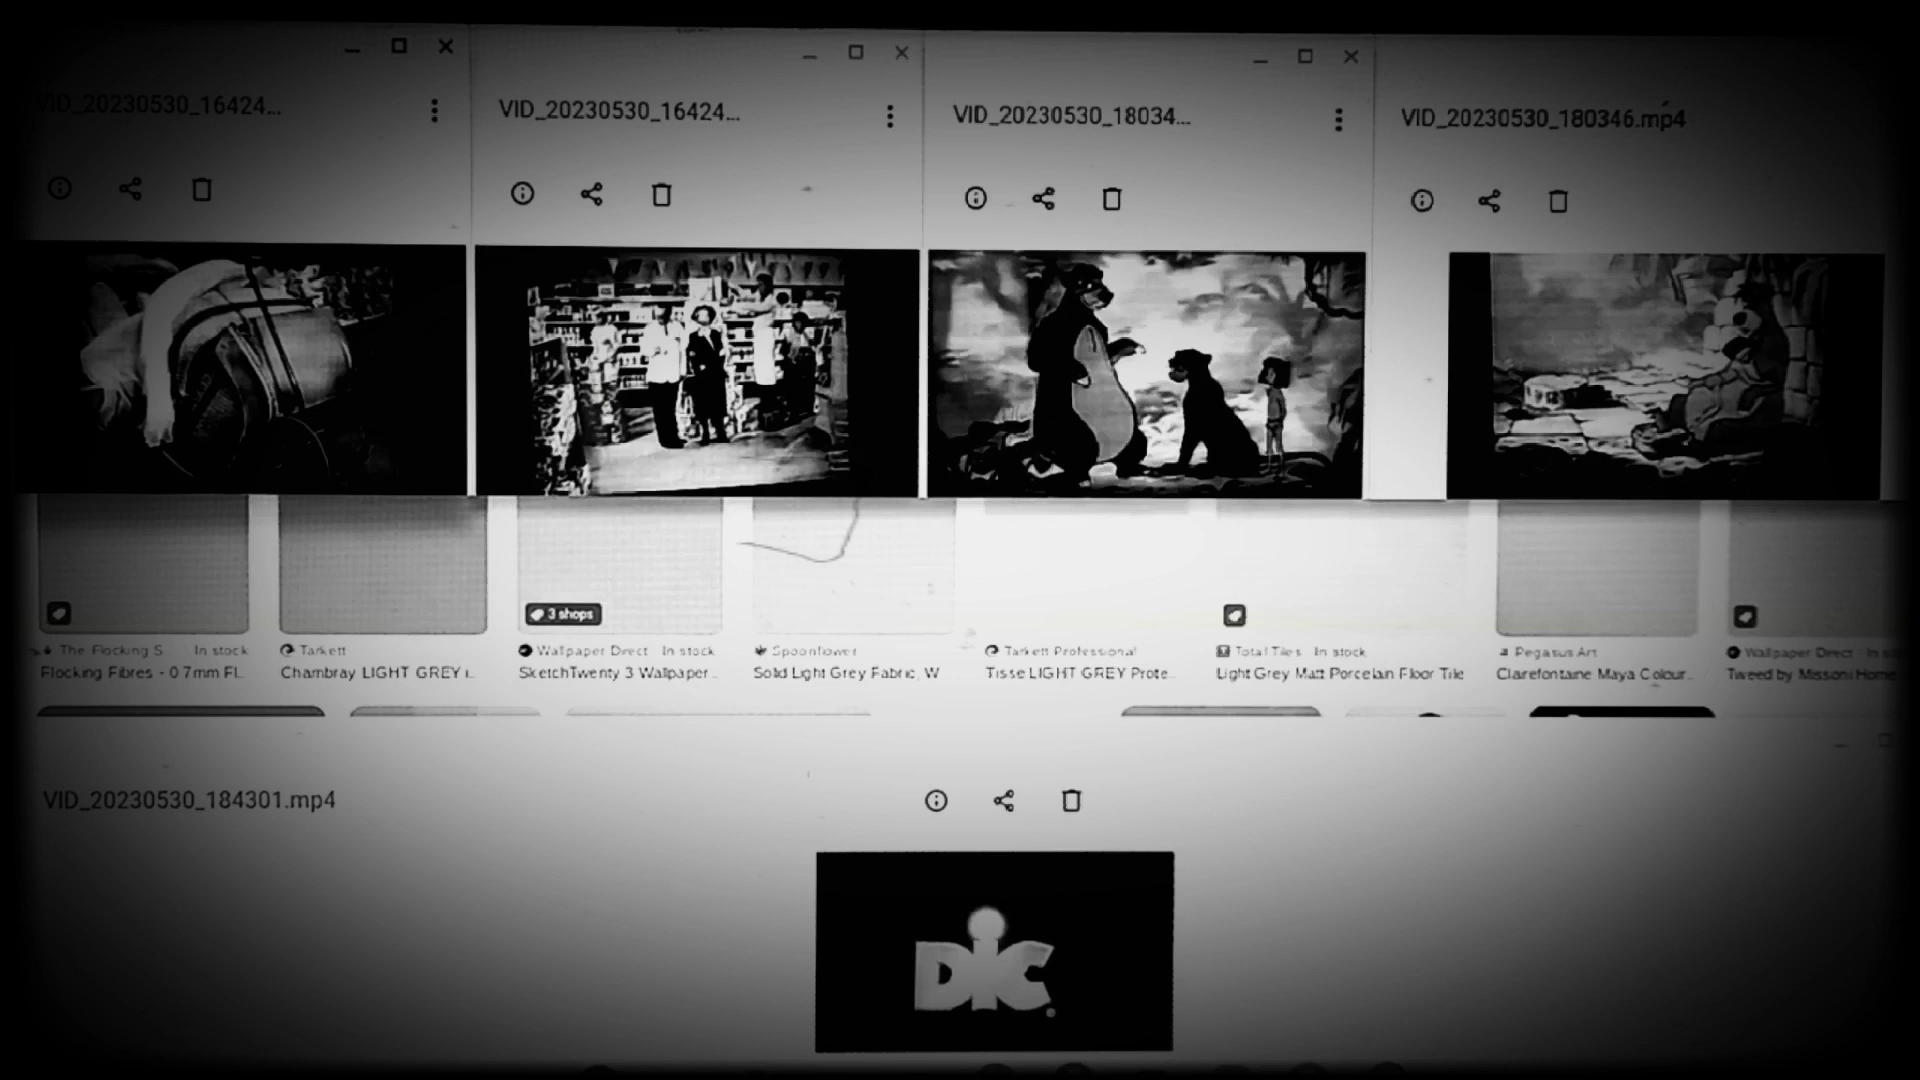 VID_20230530_16424...
VID_20230530_16424...
VID_20230530_18034...
VID_20230530_180346.mp4
3 shops
The Flocking S In stock
Tarkett
Wallpaper Direct In stock
Spoonflower
Tarkett Professional
Total Tiles In stock
Pegasus Art
Wallpaper Direct In
Flocking Fibres - 0 7mm Fl..
Chambray LIGHT GREY
SketchTwenty 3 Wallpaper...
Solid Light Grey Fabric, W
Tisse LIGHT GREY Prote...
Light Grey Matt Porcelain Floor Tile
Clarefontaine Maya Colour...
Tweed by Missoni Home
VID_20230530_184301.mp4
DiC